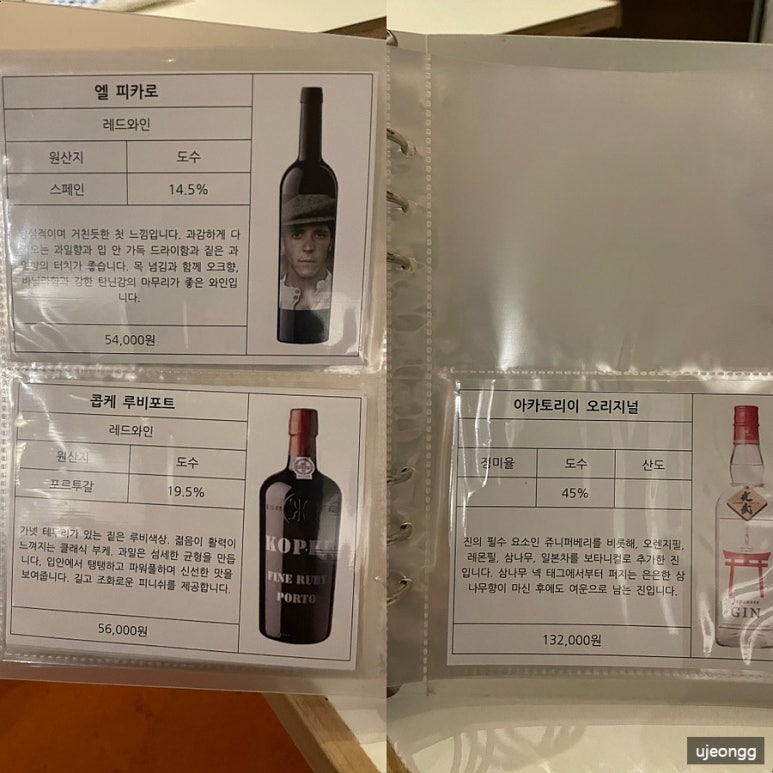 엘 피카로
레드와인
원산지 도수
스페인 14.5%
거친듯한 첫 느낌입니다. 과감하게 다
오는 과일향과 입 안 가득 드라이함과 짙은 과
터치가 좋습니다. 목 넘김과 함께 오크향,
바닐라향과 강한 탄닌감의 마무리가 좋은 와인입
니다.
54,000원
콥케 루비포트
레드와인
원산지 도수
포르투갈 19.5%
가넷 테두리가 있는 짙은 루비색상. 젊음이 활력이
느껴지는 클래식 부케. 과일은 섬세한 균형을 만듭
니다, 입안에서 탱탱하고 파워풀하며 신선한 맛을
보여줍니다. 길고 조화로운 피니쉬를 제공합니다.
56,000원
KOPKE
FINE RUBY
PORTO
아카토리이 오리지널
정미율 도수 산도
45%
진의 필수 요소인 쥬니퍼베리를 비롯해, 오렌지필,
레몬필, 삼나무, 일본차를 보타니컬로 추가한 진
입니다. 삼나무 넥 태그에서부터 퍼지는 은은한 삼
나무향이 마신 후에도 여운으로 남는 진입니다.
132,000원
Japanese
GIN
ujeongg